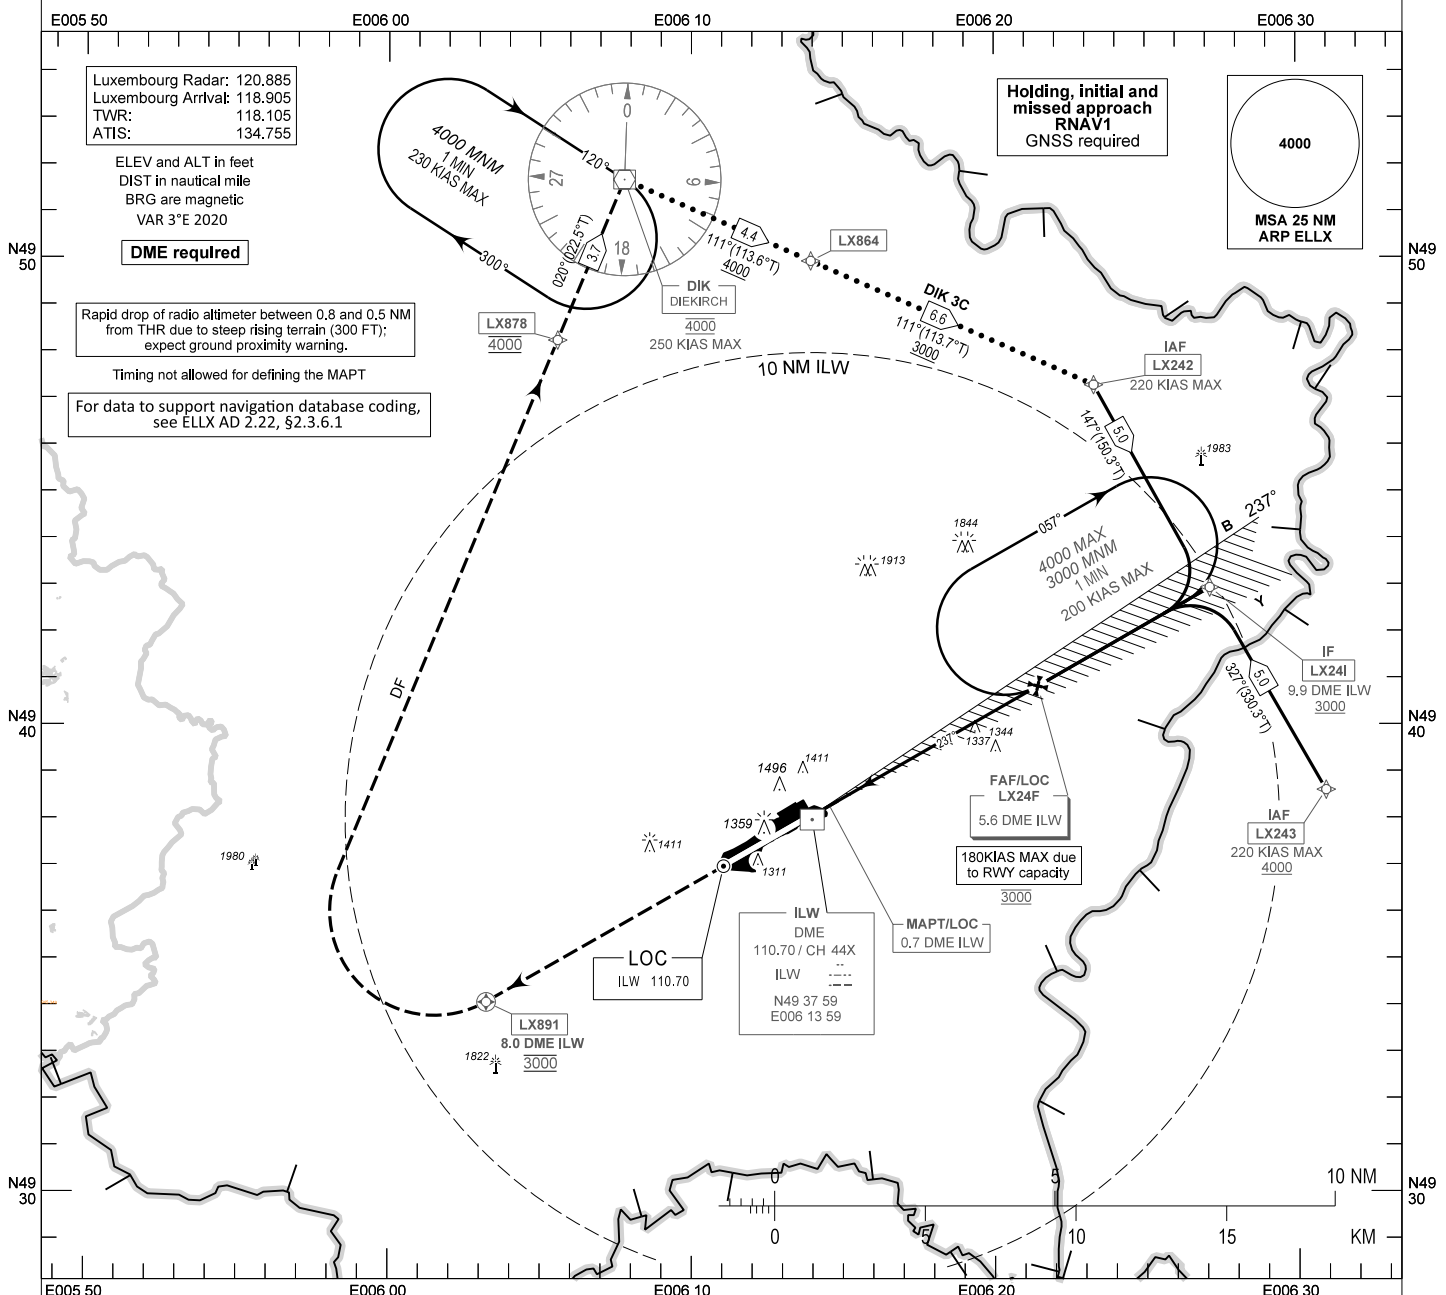 E005 50
E006 00
E006 10
E006 20
E006 30
Luxembourg Radar: 120.885
Luxembourg Arrival: 118.905
TWR: 118.105
ATIS: 134.755
ELEV and ALT in feet
DIST in nautical mile
BRG are magnetic
VAR 3°E 2020
DME required
Rapid drop of radio altimeter between 0.8 and 0.5 NM
from THR due to steep rising terrain (300 FT);
expect ground proximity warning.
Timing not allowed for defining the MAPT
For data to support navigation database coding,
see ELLX AD 2.22, §2.3.6.1
4000 MNM
1 MIN
230 KIAS MAX
120°
300°
0
9
18
27
Holding, initial and
missed approach
RNAV1
GNSS required
4000
MSA 25 NM
ARP ELLX
N49
50
N49
50
020°(022.5°T)
3.7
4.4
111°(113.6°T)
4000
LX864
DIK
DIEKIRCH
4000
250 KIAS MAX
LX878
4000
DIK 3C
6.6
111°(113.7°T)
3000
IAF
LX242
220 KIAS MAX
10 NM ILW
5.0
147°(150.3°T)
1983
1844
1913
057°
4000 MAX
3000 MNM
1 MIN
200 KIAS MAX
B
237°
Y
IF
LX24I
9.9 DME ILW
3000
5.0
327°(330.3°T)
DF
N49
40
N49
40
237°
1337
1344
1496
1411
1359
1411
1311
1980
FAF/LOC
LX24F
5.6 DME ILW
180KIAS MAX due
to RWY capacity
3000
IAF
LX243
220 KIAS MAX
4000
ILW
DME
110.70 / CH 44X
ILW
N49 37 59
E006 13 59
MAPT/LOC
0.7 DME ILW
LOC
ILW 110.70
LX891
8.0 DME ILW
3000
1822
N49
30
N49
30
0
5
10 NM
0
5
10
15
KM
E005 50
E006 00
E006 10
E006 20
E006 30